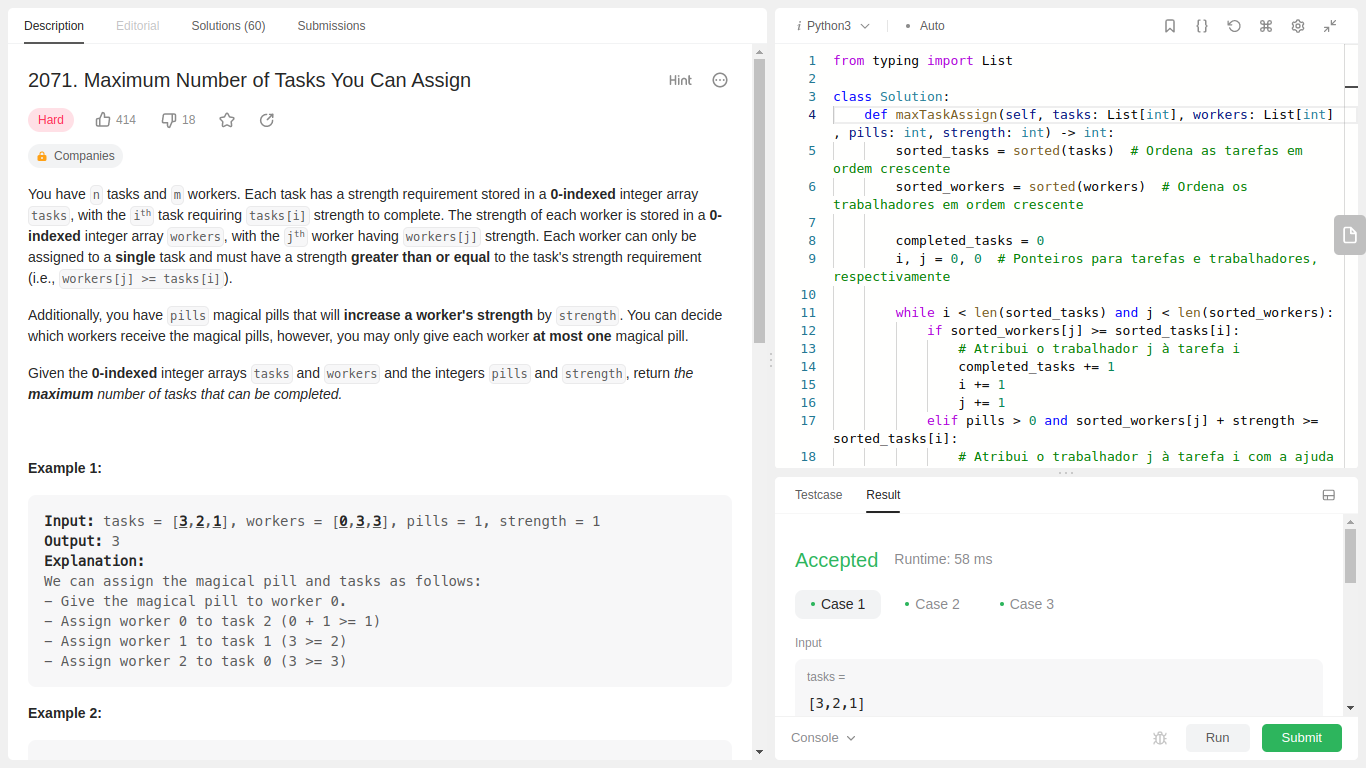 Description Editorial Solutions (60) Submissions
2071. Maximum Number of Tasks You Can Assign Hint
Hard 414 18
Companies
You have n tasks and m workers. Each task has a strength requirement stored in a 0-indexed integer array
tasks, with the ith task requiring tasks[i] strength to complete. The strength of each worker is stored in a 0-
indexed integer array workers, with the jth worker having workers[j] strength. Each worker can only be
assigned to a single task and must have a strength greater than or equal to the task's strength requirement
(i.e., workers[j] >= tasks[i]).
Additionally, you have pills magical pills that will increase a worker's strength by strength. You can decide
which workers receive the magical pills, however, you may only give each worker at most one magical pill.
Given the 0-indexed integer arrays tasks and workers and the integers pills and strength, return the
maximum number of tasks that can be completed.
Example 1:
Input: tasks = [3,2,1], workers = [0,3,3], pills = 1, strength = 1
Output: 3
Explanation:
We can assign the magical pill and tasks as follows:
- Give the magical pill to worker 0.
- Assign worker 0 to task 2 (0 + 1 >= 1)
- Assign worker 1 to task 1 (3 >= 2)
- Assign worker 2 to task 0 (3 >= 3)
Example 2:
i Python3 • Auto
1 from typing import List
2
3 class Solution:
4 def maxTaskAssign(self, tasks: List[int], workers: List[int]
, pills: int, strength: int) -> int:
5 sorted_tasks = sorted(tasks) # Ordena as tarefas em
ordem crescente
6 sorted_workers = sorted(workers) # Ordena os
trabalhadores em ordem crescente
7
8 completed_tasks = 0
9 i, j = 0, 0 # Ponteiros para tarefas e trabalhadores,
respectivamente
10
11 while i < len(sorted_tasks) and j < len(sorted_workers):
12 if sorted_workers[j] >= sorted_tasks[i]:
13 # Atribui o trabalhador j à tarefa i
14 completed_tasks += 1
15 i += 1
16 j += 1
17 elif pills > 0 and sorted_workers[j] + strength >=
sorted_tasks[i]:
18 # Atribui o trabalhador j à tarefa i com a ajuda
Testcase Result
Accepted Runtime: 58 ms
• Case 1 • Case 2 • Case 3
Input
tasks =
[3,2,1]
Console Run Submit